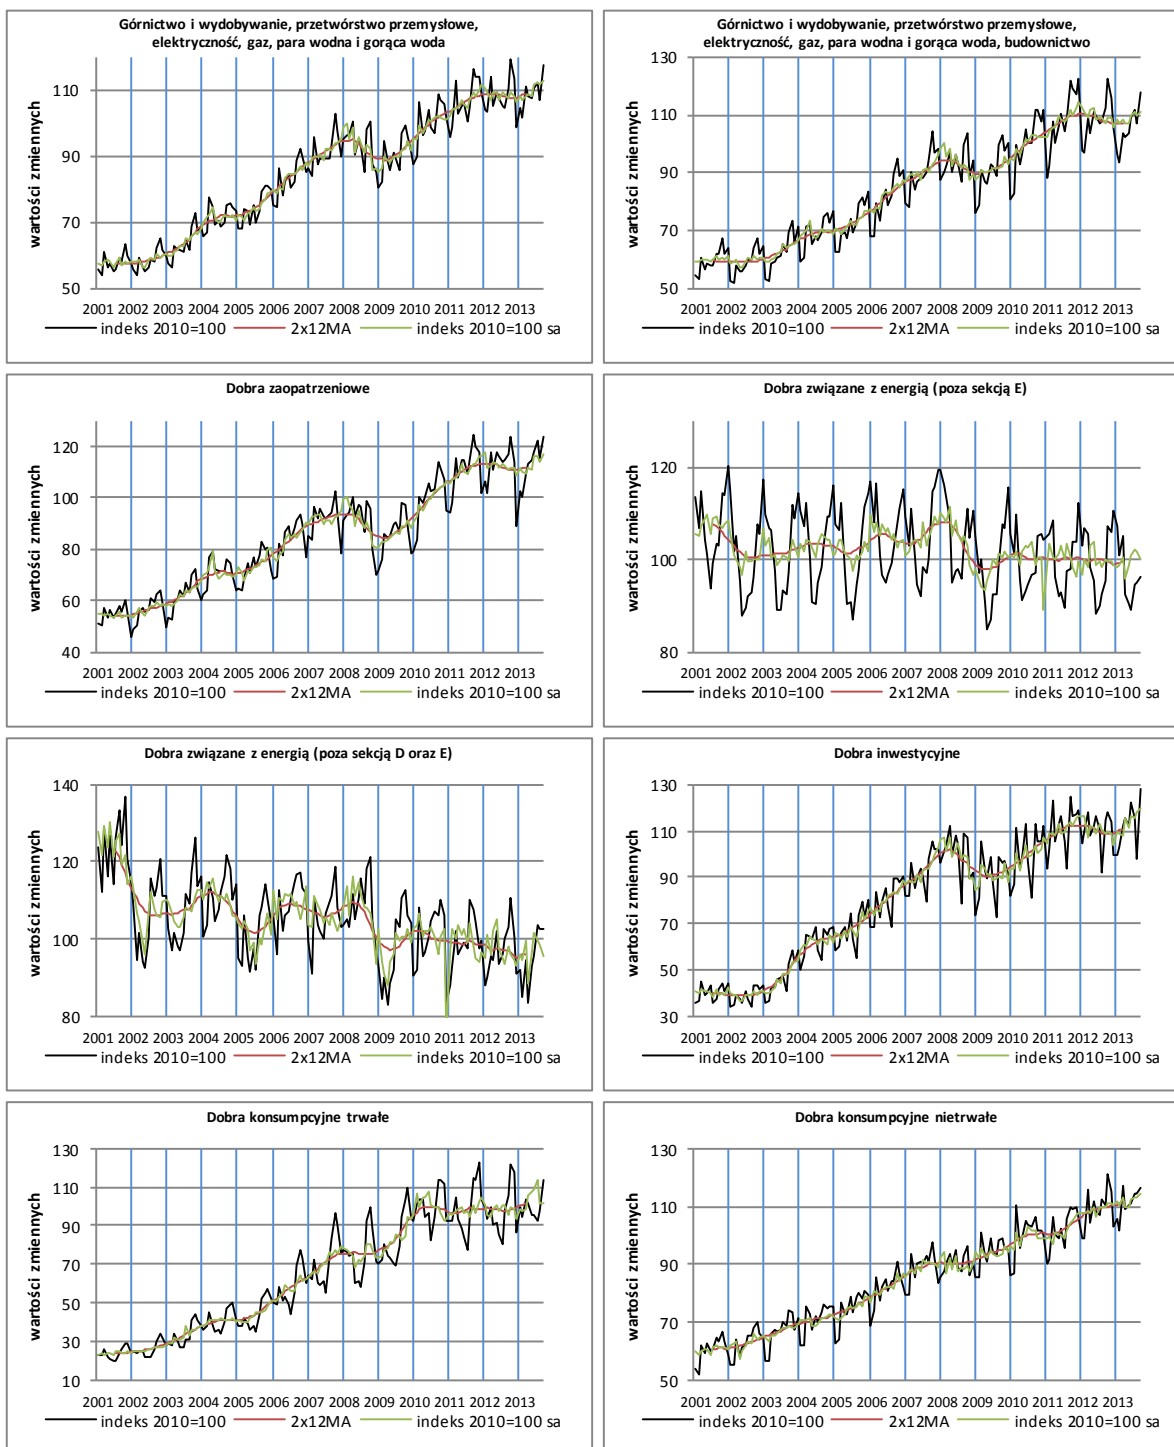 Górnictwo i wydobywanie, przetwórstwo przemysłowe,
elektryczność, gaz, para wodna i gorąca woda
wartości zmiennych
110
90
70
50
2001 2002 2003 2004 2005 2006 2007 2008 2009 2010 2011 2012 2013
indeks 2010=100 2x12MA indeks 2010=100 sa
Górnictwo i wydobywanie, przetwórstwo przemysłowe,
elektryczność, gaz, para wodna i gorąca woda, budownictwo
wartości zmiennych
130
110
90
70
50
2001 2002 2003 2004 2005 2006 2007 2008 2009 2010 2011 2012 2013
indeks 2010=100 2x12MA indeks 2010=100 sa
Dobra zaopatrzeniowe
wartości zmiennych
120
100
80
60
40
2001 2002 2003 2004 2005 2006 2007 2008 2009 2010 2011 2012 2013
indeks 2010=100 2x12MA indeks 2010=100 sa
Dobra związane z energią (poza sekcją E)
wartości zmiennych
120
100
80
2001 2002 2003 2004 2005 2006 2007 2008 2009 2010 2011 2012 2013
indeks 2010=100 2x12MA indeks 2010=100 sa
Dobra związane z energią (poza sekcją D oraz E)
wartości zmiennych
140
120
100
80
2001 2002 2003 2004 2005 2006 2007 2008 2009 2010 2011 2012 2013
indeks 2010=100 2x12MA indeks 2010=100 sa
Dobra inwestycyjne
wartości zmiennych
130
110
90
70
50
30
2001 2002 2003 2004 2005 2006 2007 2008 2009 2010 2011 2012 2013
indeks 2010=100 2x12MA indeks 2010=100 sa
Dobra konsumpcyjne trwałe
wartości zmiennych
130
110
90
70
50
30
10
2001 2002 2003 2004 2005 2006 2007 2008 2009 2010 2011 2012 2013
indeks 2010=100 2x12MA indeks 2010=100 sa
Dobra konsumpcyjne nietrwałe
wartości zmiennych
130
110
90
70
50
2001 2002 2003 2004 2005 2006 2007 2008 2009 2010 2011 2012 2013
indeks 2010=100 2x12MA indeks 2010=100 sa